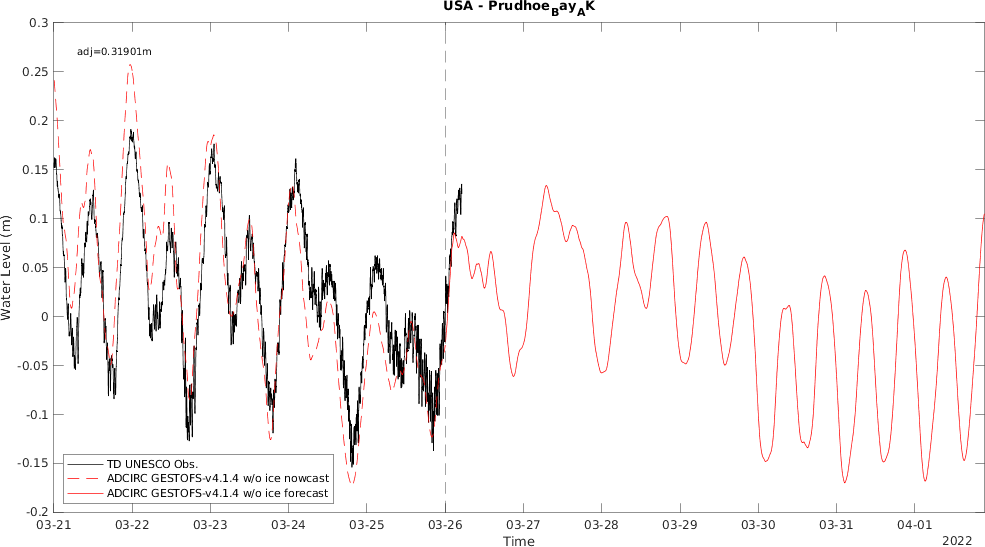 USA - Prudhoe_Bay_AK
adj=0.31901m
0.3
0.25
0.2
0.15
0.1
0.05
0
-0.05
-0.1
-0.15
-0.2
Water Level (m)
TD UNESCO Obs.
ADCIRC GESTOFS-v4.1.4 w/o ice nowcast
ADCIRC GESTOFS-v4.1.4 w/o ice forecast
03-21 03-22 03-23 03-24 03-25 03-26 03-27 03-28 03-29 03-30 03-31 04-01
Time
2022